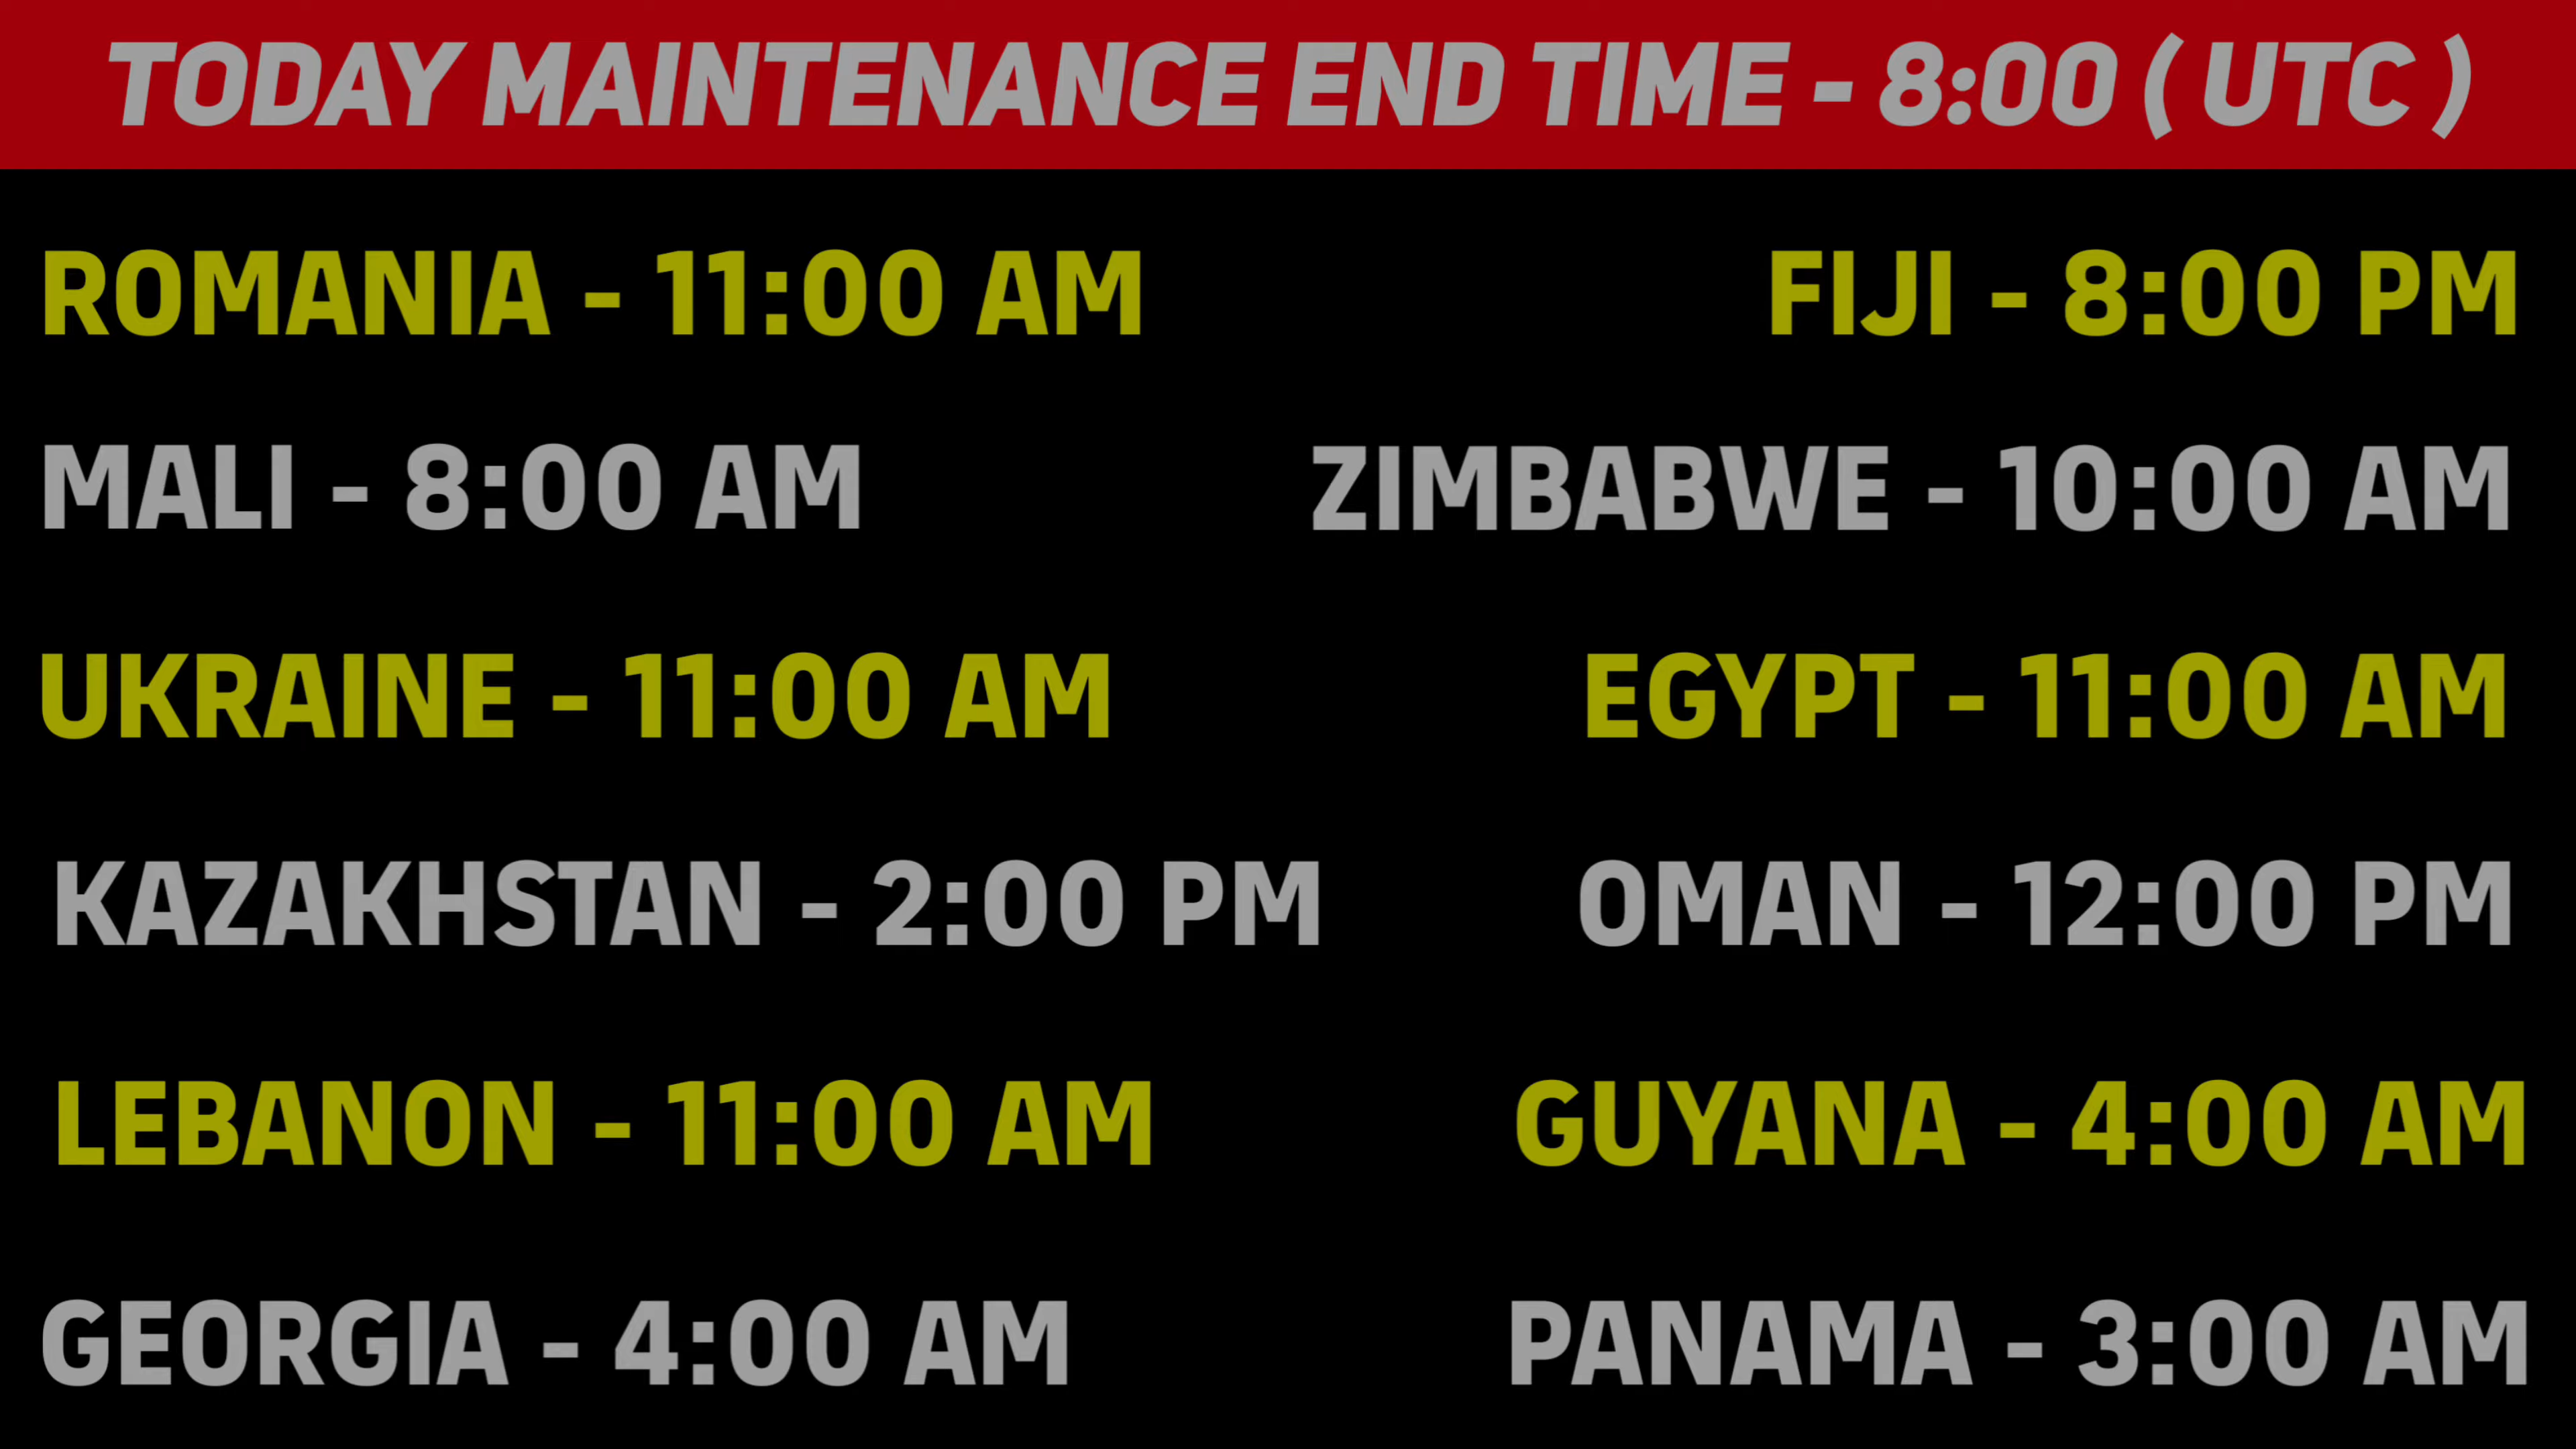 TODAY MAINTENANCE END TIME - 8:00 ( UTC )
ROMANIA - 11:00 AM
FIJI - 8:00 PM
MALI - 8:00 AM
ZIMBABWE - 10:00 AM
UKRAINE - 11:00 AM
EGYPT - 11:00 AM
KAZAKHSTAN - 2:00 PM
OMAN - 12:00 PM
LEBANON - 11:00 AM
GUYANA - 4:00 AM
GEORGIA - 4:00 AM
PANAMA - 3:00 AM